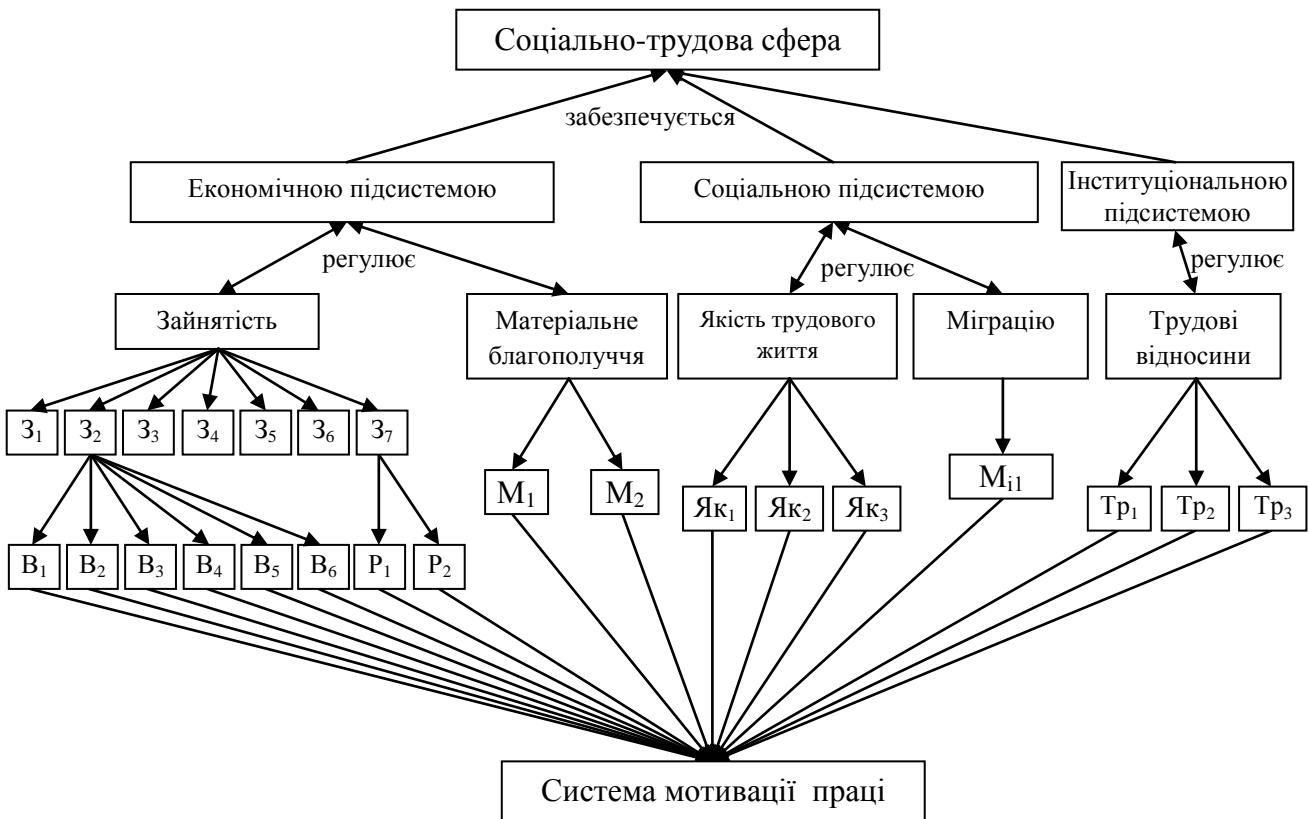 Соціально-трудова сфера
забезпечується
Економічною підсистемою
Соціальною підсистемою
Інституціональною
підсистемою
регулює
регулює
регулює
Зайнятість
Матеріальне
благополуччя
Якість трудового
життя
Міграцію
Трудові
відносини
З₁ З₂ З₃ З₄ З₅ З₆ З₇
М₁ М₂
Як₁ Як₂ Як₃
Мᵢ₁
Тр₁ Тр₂ Тр₃
В₁ В₂ В₃ В₄ В₅ В₆ Р₁ Р₂
Система мотивації праці